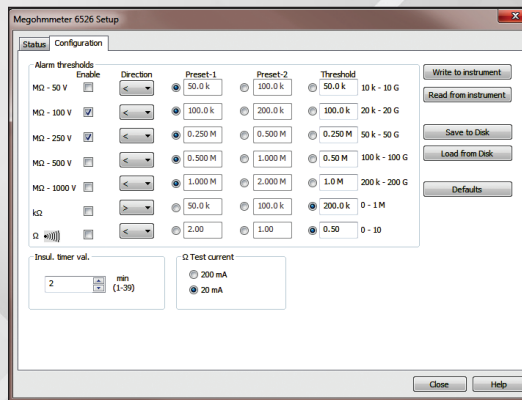 Megohmmeter 6526 Setup
Status Configuration
Alarm thresholds
Enable Direction Preset-1 Preset-2 Threshold
MΩ - 50 V < 50.0 k 100.0 k 50.0 k 10 k - 10 G
MΩ - 100 V < 100.0 k 200.0 k 100.0 k 20 k - 20 G
MΩ - 250 V < 0.250 M 0.500 M 0.250 M 50 k - 50 G
MΩ - 500 V < 0.500 M 1.000 M 0.50 M 100 k - 100 G
MΩ - 1000 V < 1.000 M 2.000 M 1.0 M 200 k - 200 G
kΩ > 50.0 k 100.0 k 200.0 k 0 - 1 M
Ω < 2.00 1.00 0.50 0 - 10
Write to instrument
Read from instrument
Save to Disk
Load from Disk
Defaults
Insul. timer val.
2 min
(1-39)
Ω Test current
200 mA
20 mA
Close Help